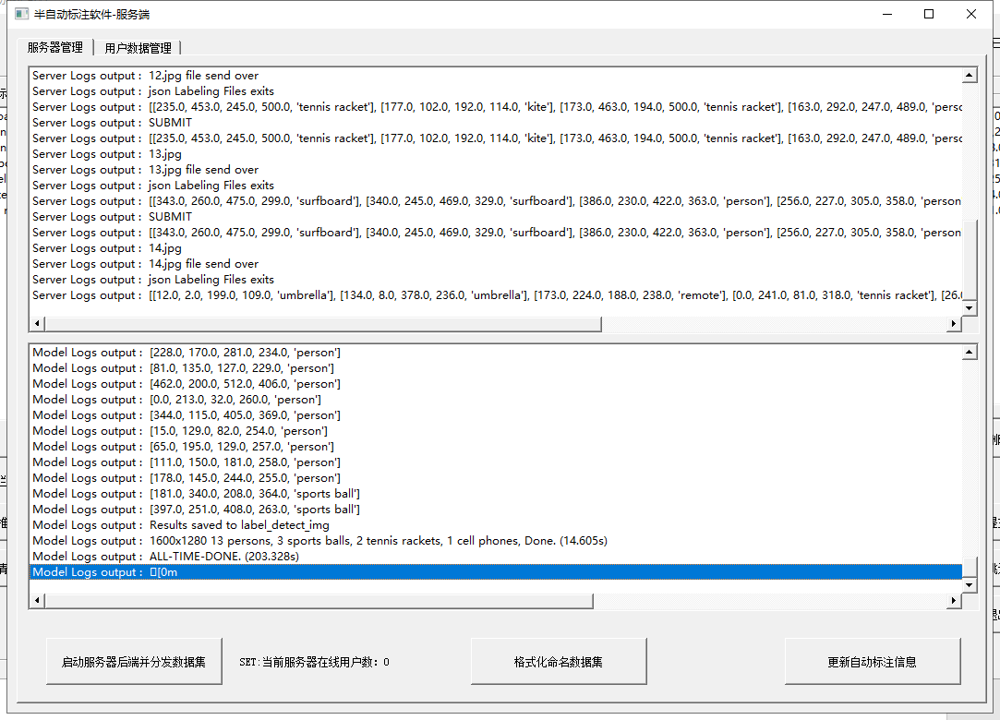 半自动标注软件-服务端
服务器管理
用户数据管理
Server Logs output : 12.jpg file send over
Server Logs output : json Labeling Files exits
Server Logs output : [[235.0, 453.0, 245.0, 500.0, 'tennis racket'], [177.0, 102.0, 192.0, 114.0, 'kite'], [173.0, 463.0, 194.0, 500.0, 'tennis racket'], [163.0, 292.0, 247.0, 489.0, 'perso
Server Logs output : SUBMIT
Server Logs output : [[235.0, 453.0, 245.0, 500.0, 'tennis racket'], [177.0, 102.0, 192.0, 114.0, 'kite'], [173.0, 463.0, 194.0, 500.0, 'tennis racket'], [163.0, 292.0, 247.0, 489.0, 'perso
Server Logs output : 13.jpg
Server Logs output : 13.jpg file send over
Server Logs output : json Labeling Files exits
Server Logs output : [[343.0, 260.0, 475.0, 299.0, 'surfboard'], [340.0, 245.0, 469.0, 329.0, 'surfboard'], [386.0, 230.0, 422.0, 363.0, 'person'], [256.0, 227.0, 305.0, 358.0, 'person
Server Logs output : SUBMIT
Server Logs output : [[343.0, 260.0, 475.0, 299.0, 'surfboard'], [340.0, 245.0, 469.0, 329.0, 'surfboard'], [386.0, 230.0, 422.0, 363.0, 'person'], [256.0, 227.0, 305.0, 358.0, 'person
Server Logs output : 14.jpg
Server Logs output : 14.jpg file send over
Server Logs output : json Labeling Files exits
Server Logs output : [[12.0, 2.0, 199.0, 109.0, 'umbrella'], [134.0, 8.0, 378.0, 236.0, 'umbrella'], [173.0, 224.0, 188.0, 238.0, 'remote'], [0.0, 241.0, 81.0, 318.0, 'tennis racket'], [26.0
Model Logs output : [228.0, 170.0, 281.0, 234.0, 'person']
Model Logs output : [81.0, 135.0, 127.0, 229.0, 'person']
Model Logs output : [462.0, 200.0, 512.0, 406.0, 'person']
Model Logs output : [0.0, 213.0, 32.0, 260.0, 'person']
Model Logs output : [344.0, 115.0, 405.0, 369.0, 'person']
Model Logs output : [15.0, 129.0, 82.0, 254.0, 'person']
Model Logs output : [65.0, 195.0, 129.0, 257.0, 'person']
Model Logs output : [111.0, 150.0, 181.0, 258.0, 'person']
Model Logs output : [178.0, 145.0, 244.0, 255.0, 'person']
Model Logs output : [181.0, 340.0, 208.0, 364.0, 'sports ball']
Model Logs output : [397.0, 251.0, 408.0, 263.0, 'sports ball']
Model Logs output : Results saved to label_detect_img
Model Logs output : 1600x1280 13 persons, 3 sports balls, 2 tennis rackets, 1 cell phones, Done. (14.605s)
Model Logs output : ALL-TIME-DONE. (203.328s)
Model Logs output : ▯[0m
启动服务器后端并分发数据集
SET:当前服务器在线用户数: 0
格式化命名数据集
更新自动标注信息